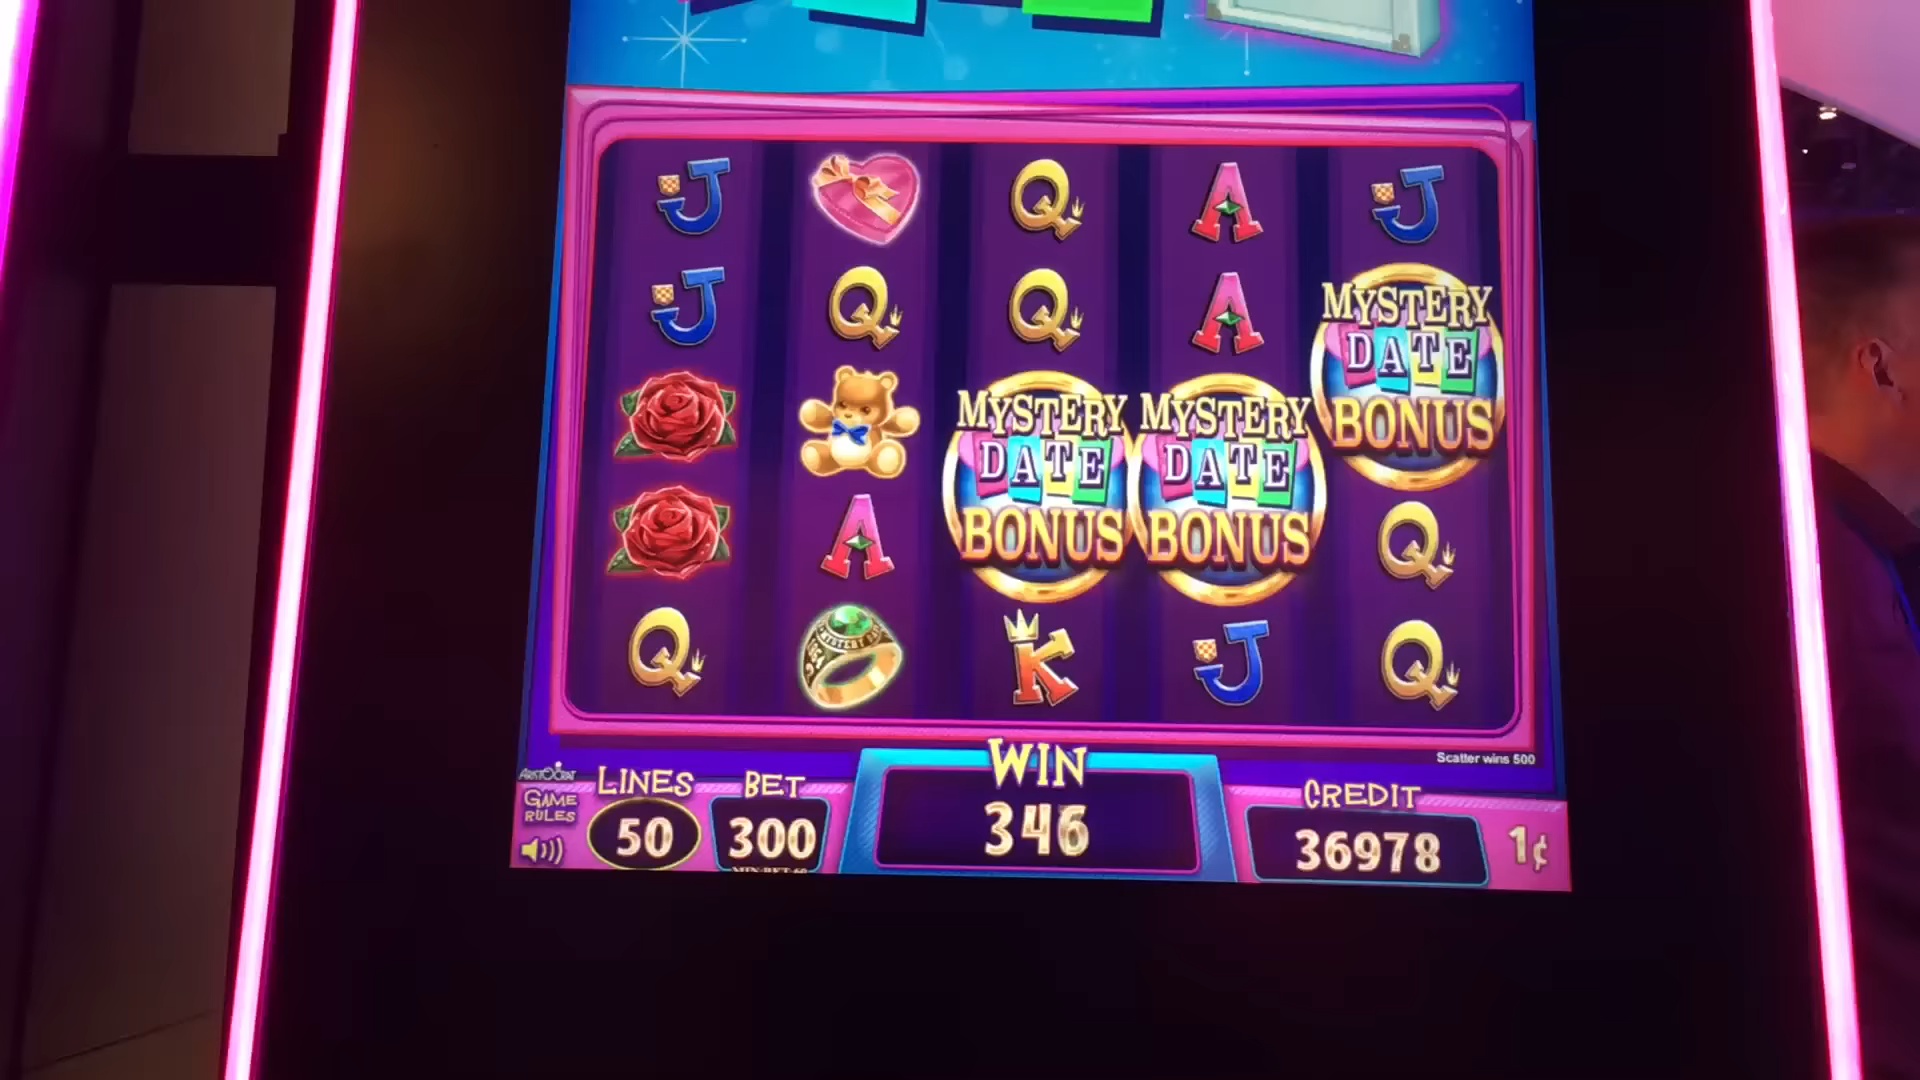 J Q A J
J Q Q A
MYSTERY
DATE
BONUS
MYSTERY
DATE
BONUS
MYSTERY
DATE
BONUS
A Q
Q K J Q
Scatter wins 500
ARISTOCRAT
GAME
RULES
LINES
50
BET
300
WIN
346
CREDIT
36978
1¢